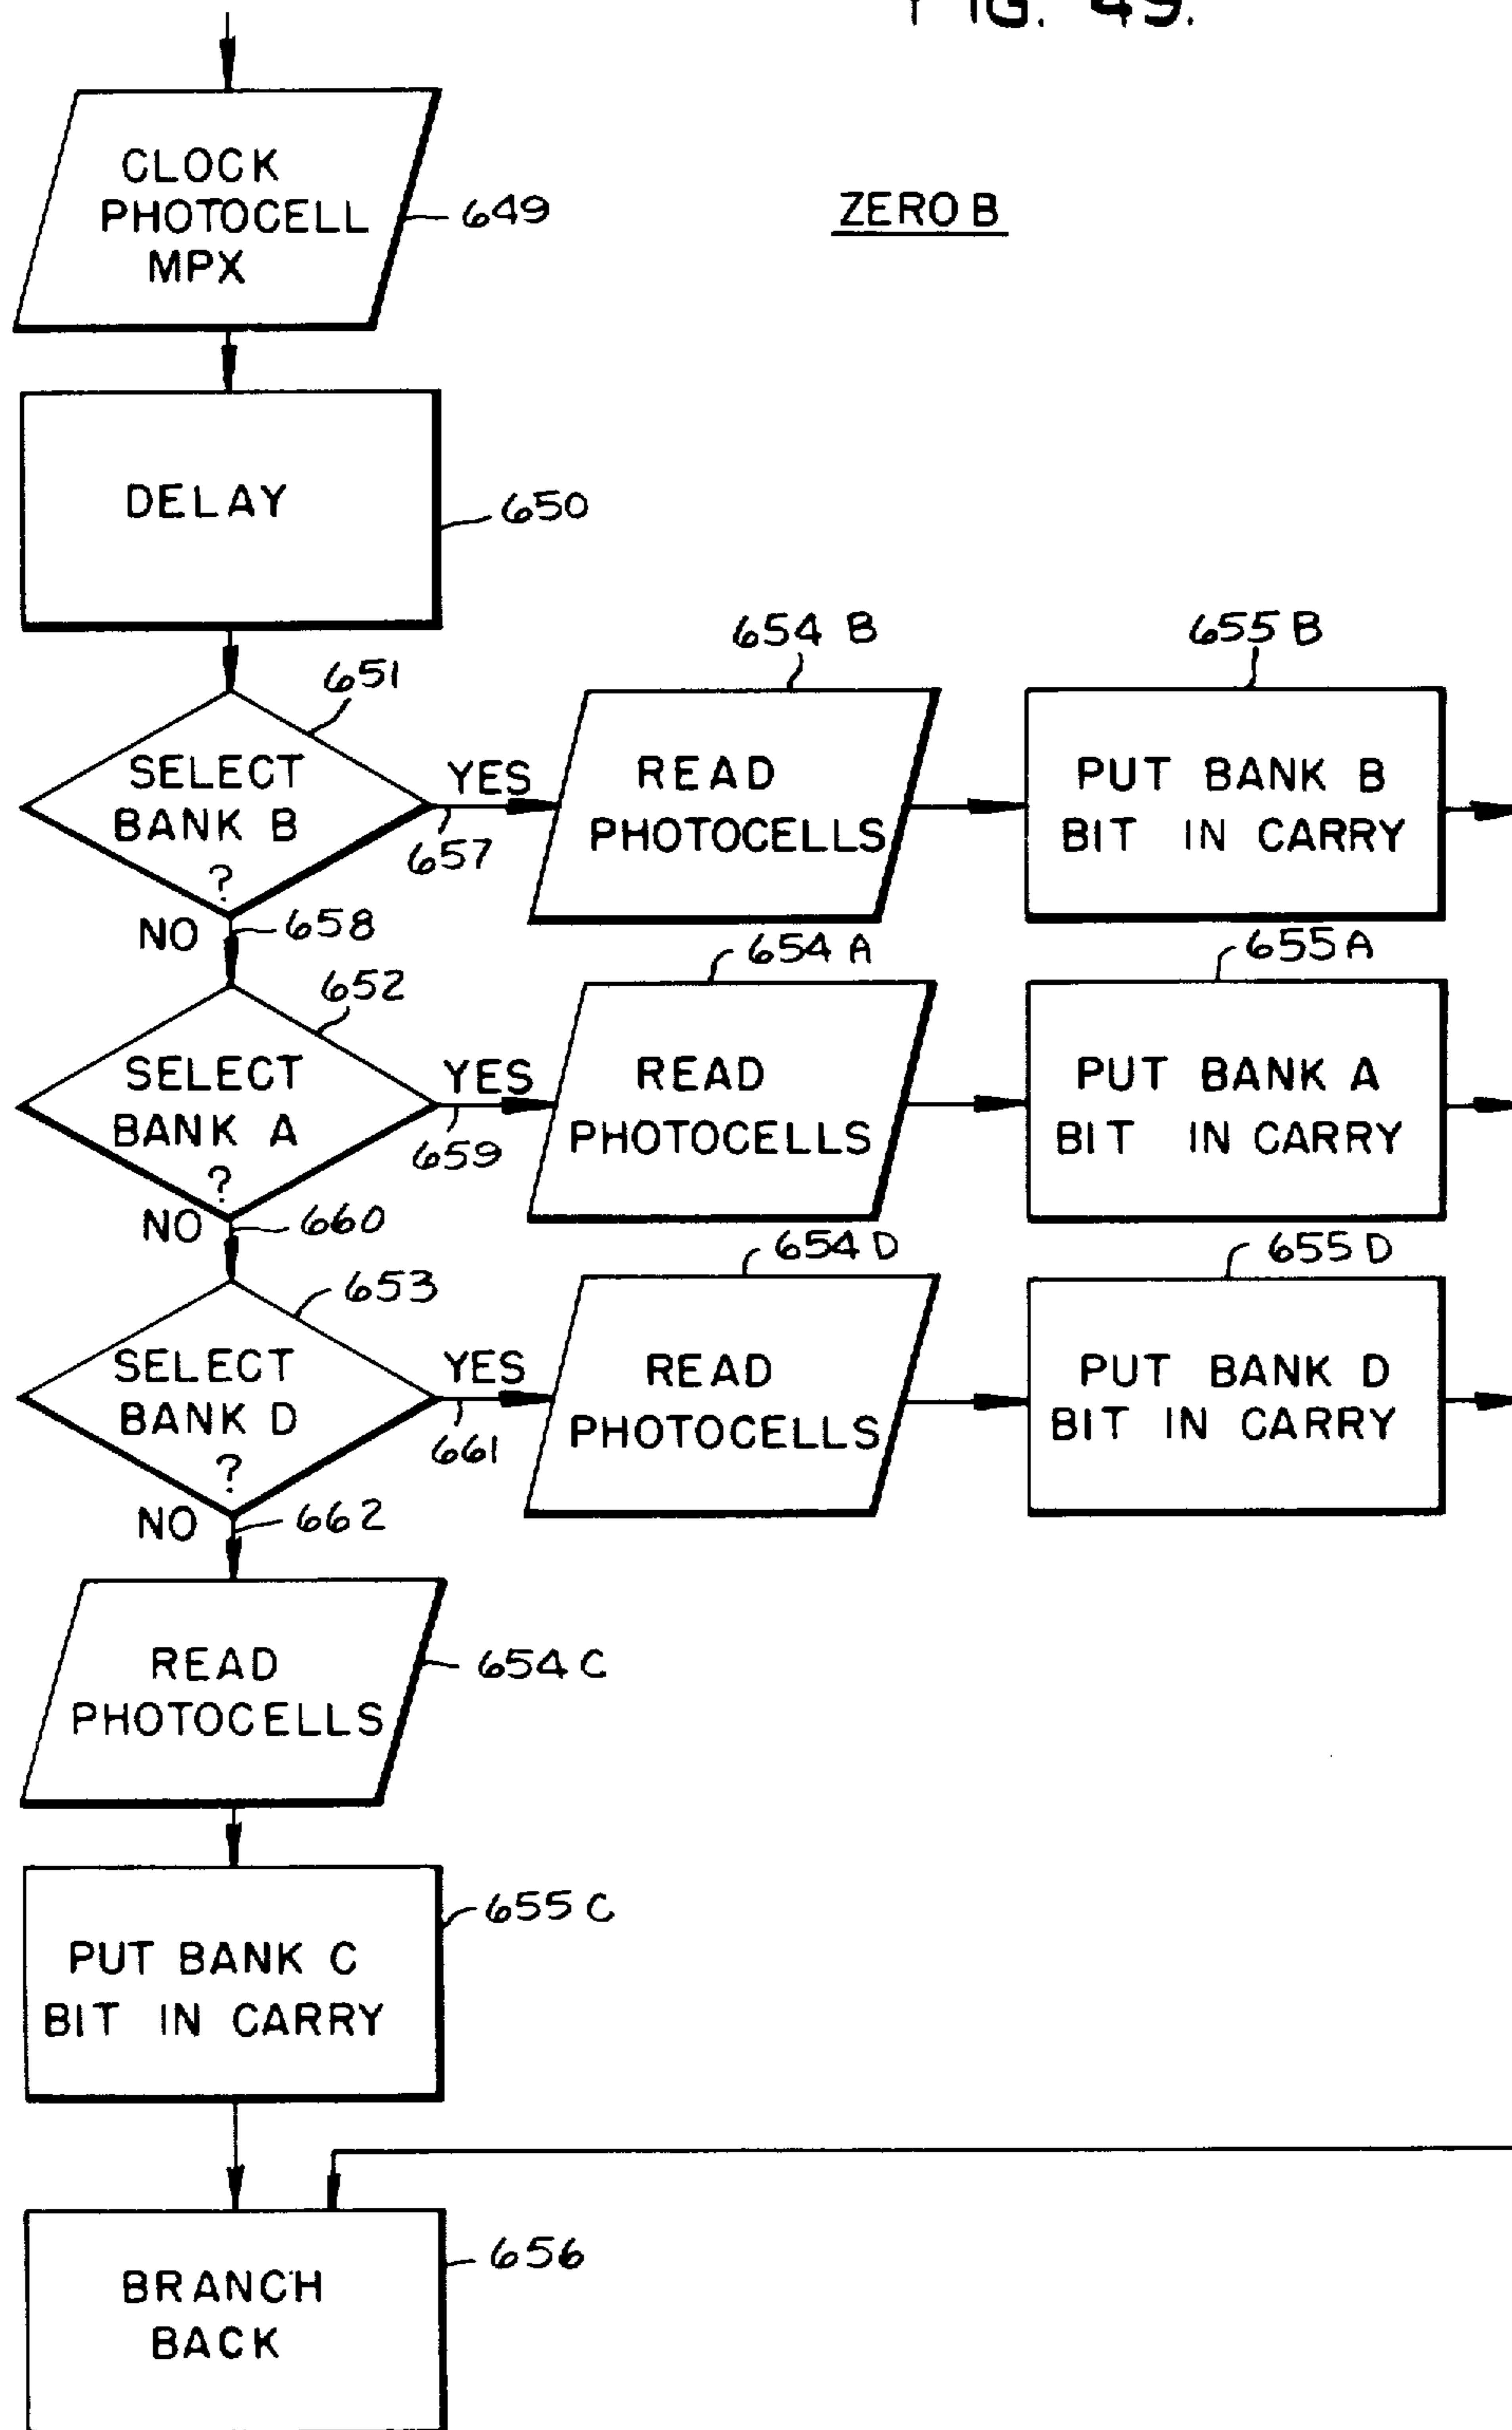 FIG. 49.
CLOCK
PHOTOCELL
MPX
649
ZERO B
DELAY
650
651
654 B
655 B
SELECT
BANK B
?
YES
657
READ
PHOTOCELLS
PUT BANK B
BIT IN CARRY
NO
658
652
654 A
655 A
SELECT
BANK A
?
YES
659
READ
PHOTOCELLS
PUT BANK A
BIT IN CARRY
NO
660
653
654 D
655 D
SELECT
BANK D
?
YES
661
READ
PHOTOCELLS
PUT BANK D
BIT IN CARRY
NO
662
READ
PHOTOCELLS
654 C
PUT BANK C
BIT IN CARRY
655 C
BRANCH
BACK
656